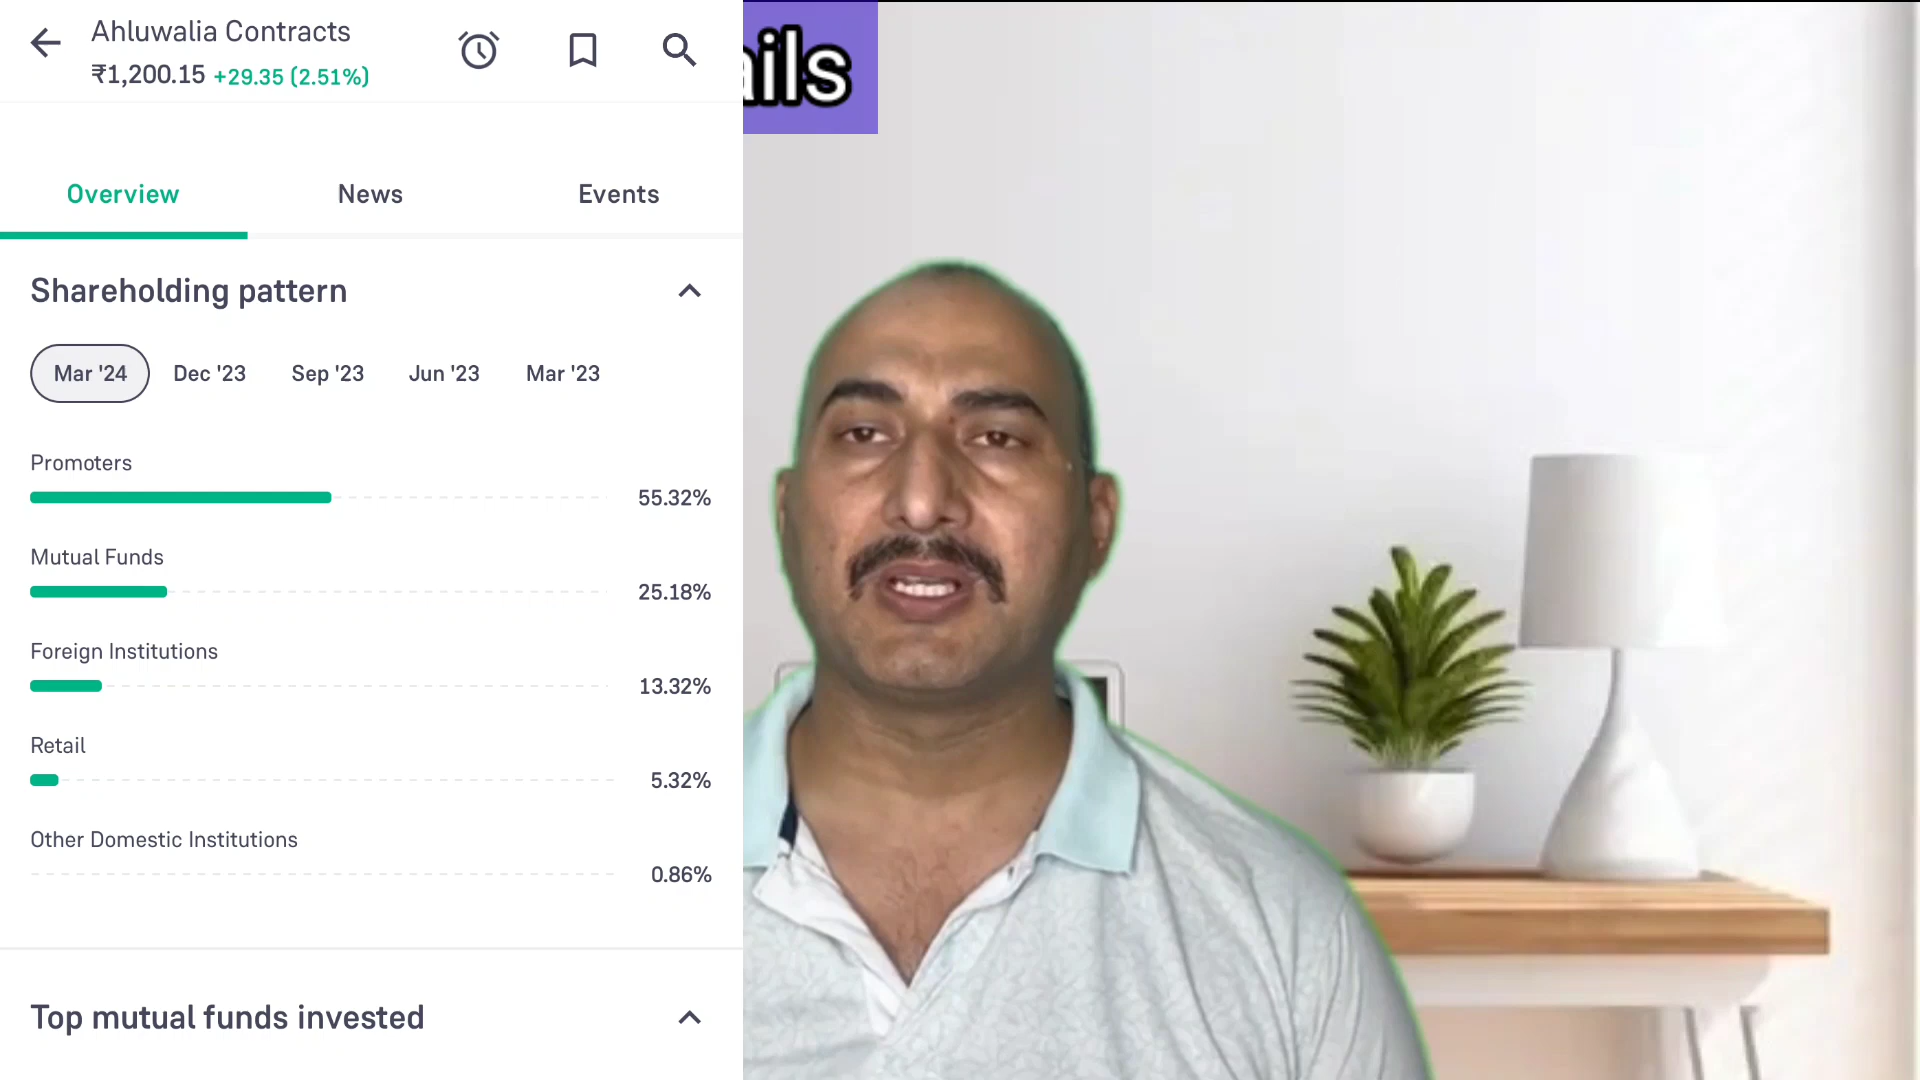 Ahluwalia Contracts
₹1,200.15 +29.35 (2.51%)
Overview News Events
Shareholding pattern
Mar '24 Dec '23 Sep '23 Jun '23 Mar '23
Promoters
55.32%
Mutual Funds
25.18%
Foreign Institutions
13.32%
Retail
5.32%
Other Domestic Institutions
0.86%
Top mutual funds invested